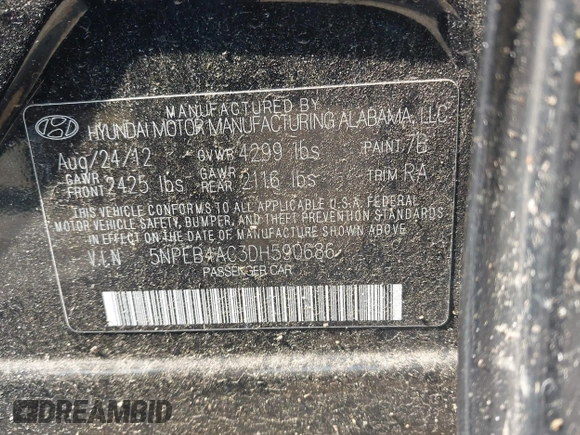 MANUFACTURED BY
HYUNDAI MOTOR MANUFACTURING ALABAMA, LLC
Aug/24/12 GVWR 4299 lbs PAINT 7B
GAWR FRONT 2425 lbs GAWR REAR 2116 lbs TRIM RA
THIS VEHICLE CONFORMS TO ALL APPLICABLE U.S.A. FEDERAL
MOTOR VEHICLE SAFETY, BUMPER, AND THEFT PREVENTION STANDARDS
IN EFFECT ON THE DATE OF MANUFACTURE SHOWN ABOVE.
V.I.N 5NPEB4AC3DH590686
PASSENGER CAR
DREAMBID